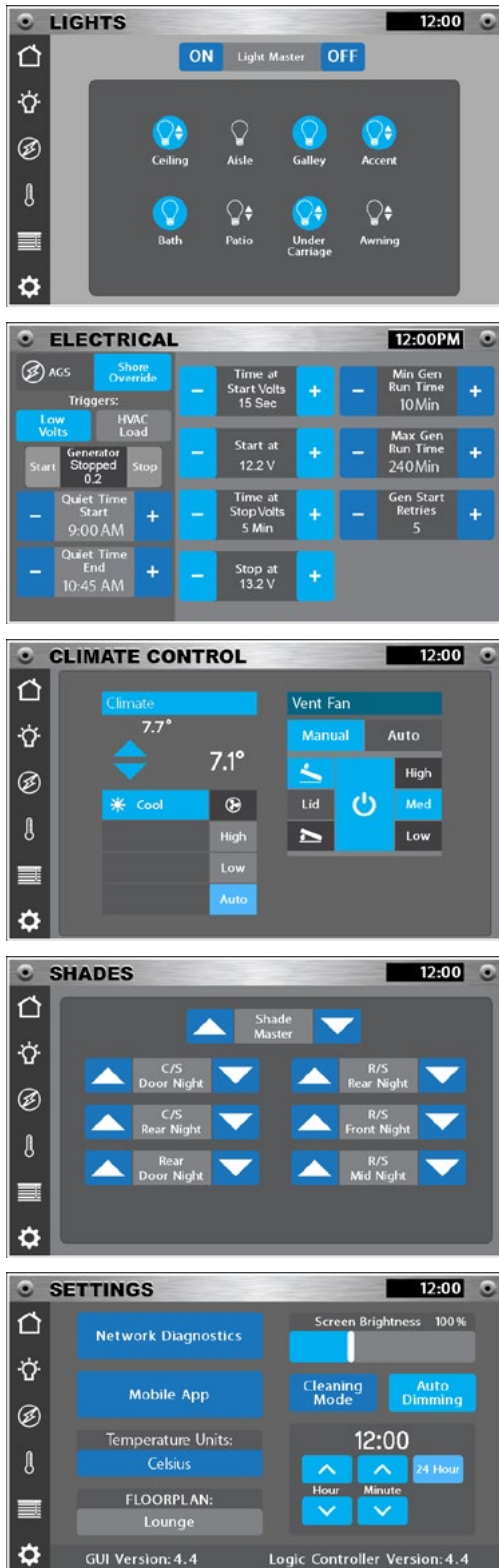 LIGHTS
12:00
ON Light Master OFF
Ceiling Aisle Galley Accent
Bath Patio Under Carriage Awning
ELECTRICAL
12:00PM
AGS
Shore
Override
Triggers:
Low
Volts
HVAC
Load
Start
Generator
Stopped
0.2
Stop
Quiet Time
Start
9:00 AM
Quiet Time
End
10:45 AM
Time at
Start Volts
15 Sec
Start at
12.2 V
Time at
Stop Volts
5 Min
Stop at
13.2 V
Min Gen
Run Time
10Min
Max Gen
Run Time
240Min
Gen Start
Retries
5
CLIMATE CONTROL
12:00
Climate
7.7°
7.1°
Cool
High
Low
Auto
Vent Fan
Manual Auto
High
Lid
Med
Low
SHADES
12:00
Shade
Master
C/S
Door Night
R/S
Rear Night
C/S
Rear Night
R/S
Front Night
Rear
Door Night
R/S
Mid Night
SETTINGS
12:00
Network Diagnostics
Mobile App
Temperature Units:
Celsius
FLOORPLAN:
Lounge
Screen Brightness 100%
Cleaning
Mode
Auto
Dimming
12:00
24 Hour
Hour Minute
GUI Version:4.4
Logic Controller Version:4.4